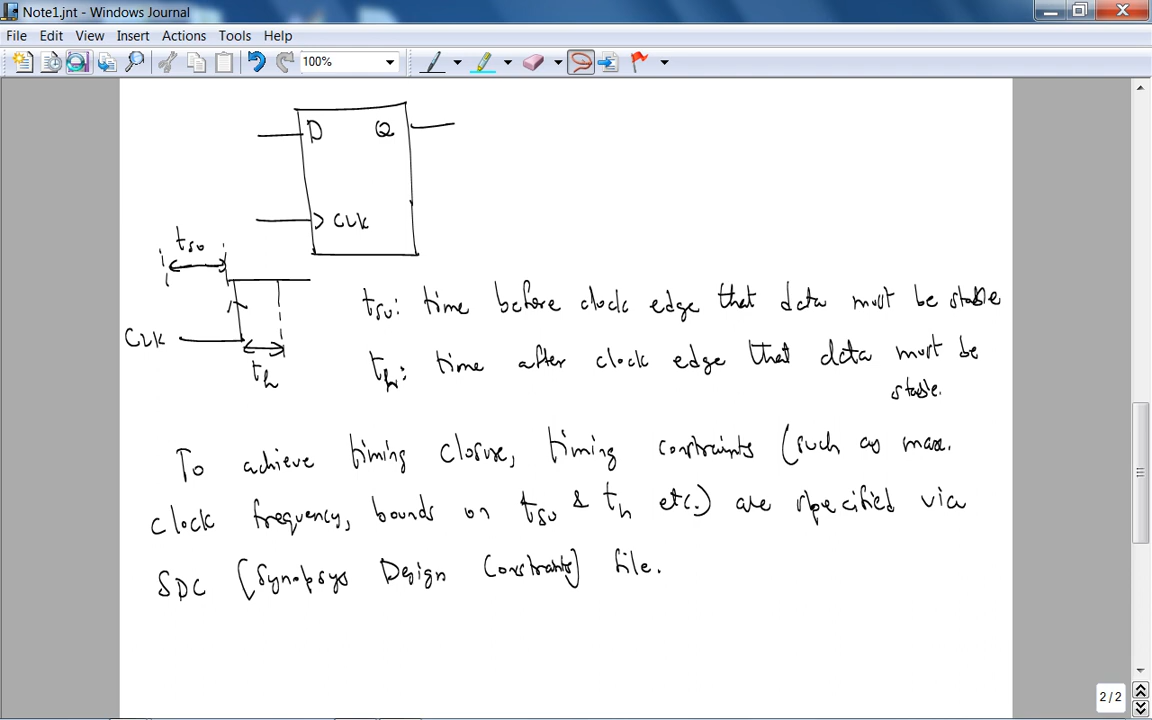 Note1.jnt - Windows Journal
File Edit View Insert Actions Tools Help
100%
D Q
CLK
tsu
CLK
th
tsu: time before clock edge that data must be stable
th: time after clock edge that data must be
stable.
To achieve timing closure, timing constraints (such as max.
clock frequency, bounds on tsu & th etc.) are specified via
SDC (Synopsys Design Constraints) file.
2 / 2